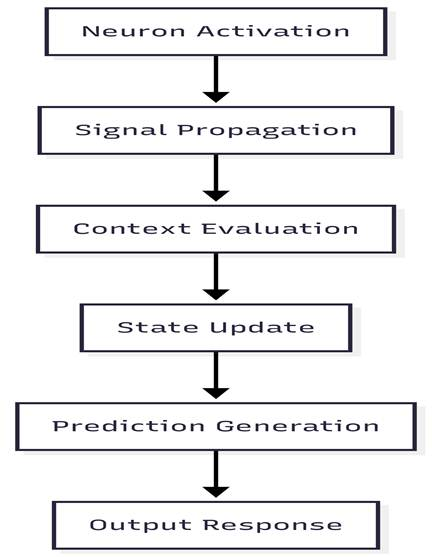 Neuron Activation
Signal Propagation
Context Evaluation
State Update
Prediction Generation
Output Response